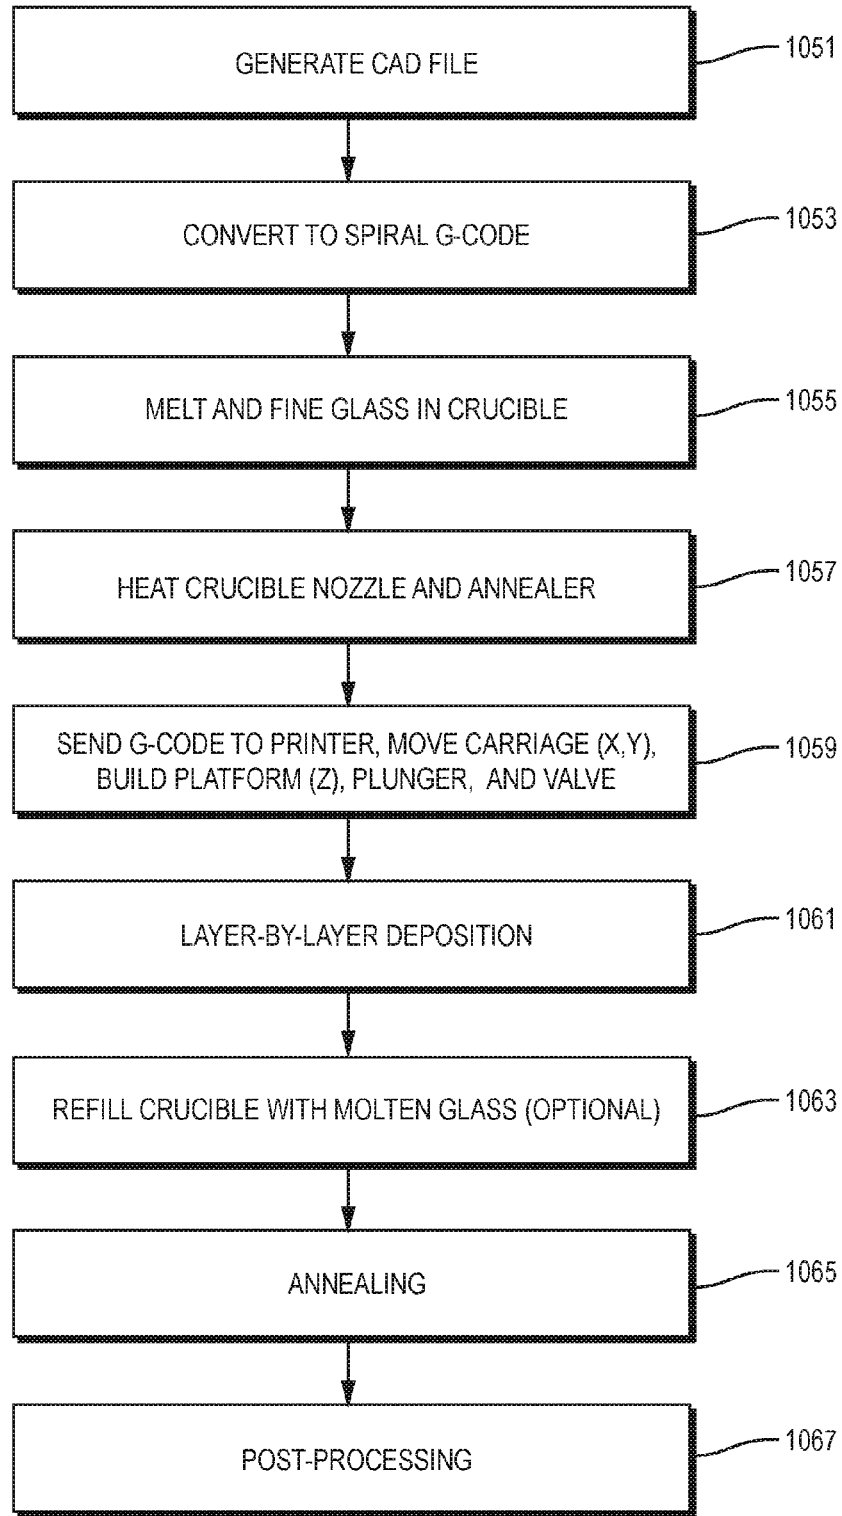 GENERATE CAD FILE
1051
CONVERT TO SPIRAL G-CODE
1053
MELT AND FINE GLASS IN CRUCIBLE
1055
HEAT CRUCIBLE NOZZLE AND ANNEALER
1057
SEND G-CODE TO PRINTER, MOVE CARRIAGE (X,Y),
BUILD PLATFORM (Z), PLUNGER, AND VALVE
1059
LAYER-BY-LAYER DEPOSITION
1061
REFILL CRUCIBLE WITH MOLTEN GLASS (OPTIONAL)
1063
ANNEALING
1065
POST-PROCESSING
1067